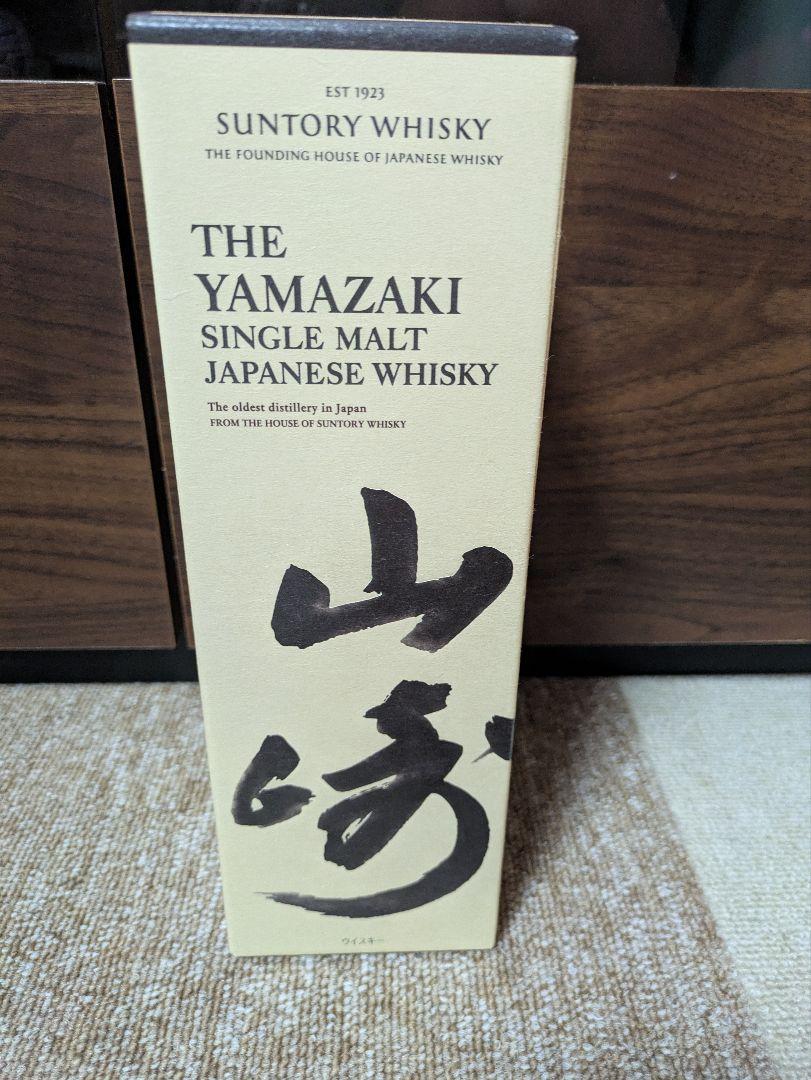 EST 1923
SUNTORY WHISKY
THE FOUNDING HOUSE OF JAPANESE WHISKY
THE
YAMAZAKI
SINGLE MALT
JAPANESE WHISKY
The oldest distillery in Japan
FROM THE HOUSE OF SUNTORY WHISKY
山
崎
ウイスキー